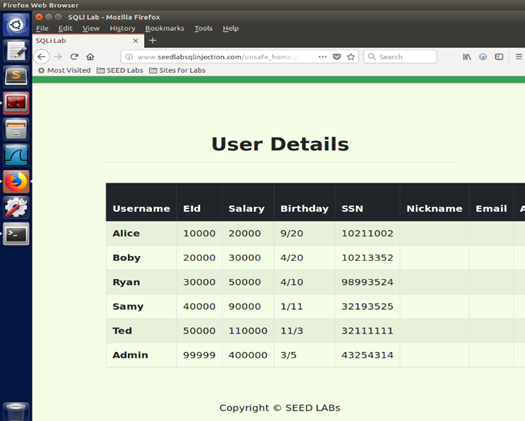 Firefox Web Browser
SQLi Lab - Mozilla Firefox
File Edit View History Bookmarks Tools Help
SQLi Lab
www.seedlabsqlinjection.com/unsafe_home.p
Search
Most Visited SEED Labs Sites for Labs
User Details
Username EId Salary Birthday SSN Nickname Email A
Alice 10000 20000 9/20 10211002
Boby 20000 30000 4/20 10213352
Ryan 30000 50000 4/10 98993524
Samy 40000 90000 1/11 32193525
Ted 50000 110000 11/3 32111111
Admin 99999 400000 3/5 43254314
Copyright © SEED LABs